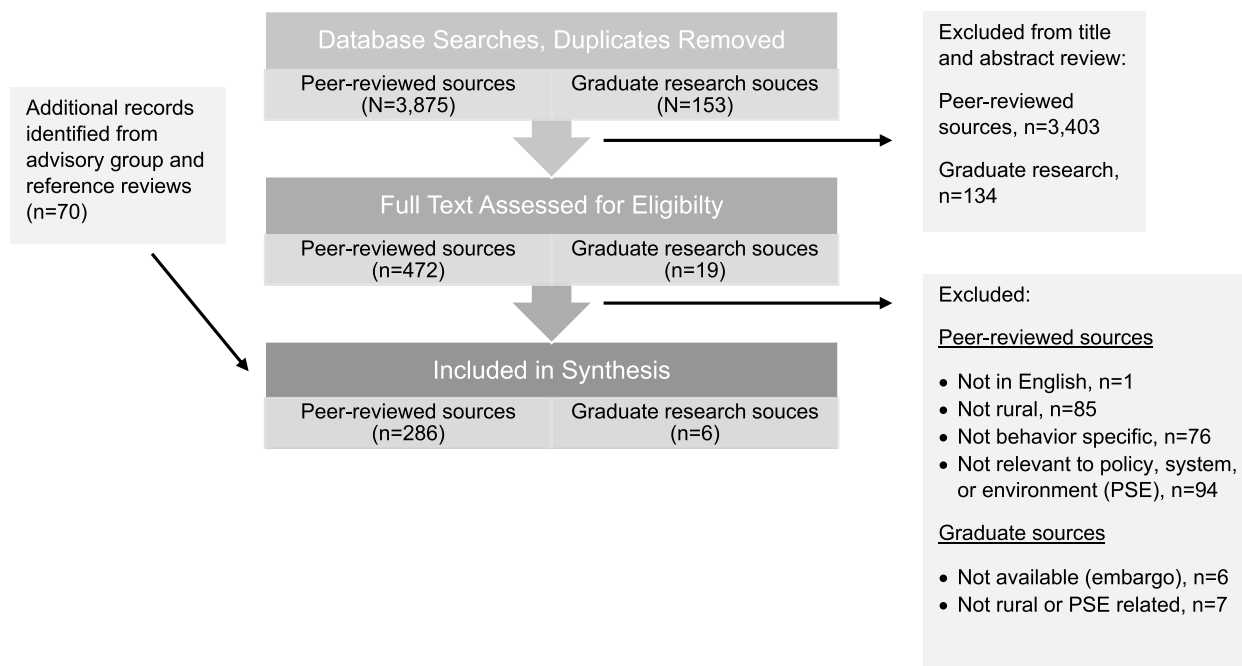 Database Searches, Duplicates Removed
Peer-reviewed sources
(N=3,875)
Graduate research souces
(N=153)
Excluded from title
and abstract review:
Peer-reviewed
sources, n=3,403
Graduate research,
n=134
Additional records
identified from
advisory group and
reference reviews
(n=70)
Full Text Assessed for Eligibilty
Peer-reviewed sources
(n=472)
Graduate research souces
(n=19)
Excluded:
Peer-reviewed sources
• Not in English, n=1
• Not rural, n=85
• Not behavior specific, n=76
• Not relevant to policy, system,
or environment (PSE), n=94
Graduate sources
• Not available (embargo), n=6
• Not rural or PSE related, n=7
Included in Synthesis
Peer-reviewed sources
(n=286)
Graduate research souces
(n=6)